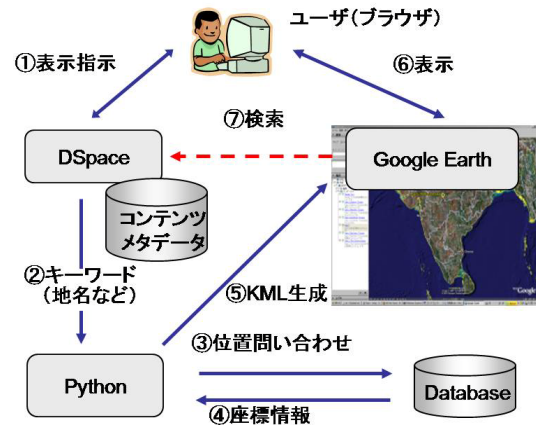 ユーザ(ブラウザ)
①表示指示
⑥表示
⑦検索
DSpace
Google Earth
コンテンツ
メタデータ
②キーワード
(地名など)
⑤KML生成
③位置問い合わせ
Python
Database
④座標情報
Google